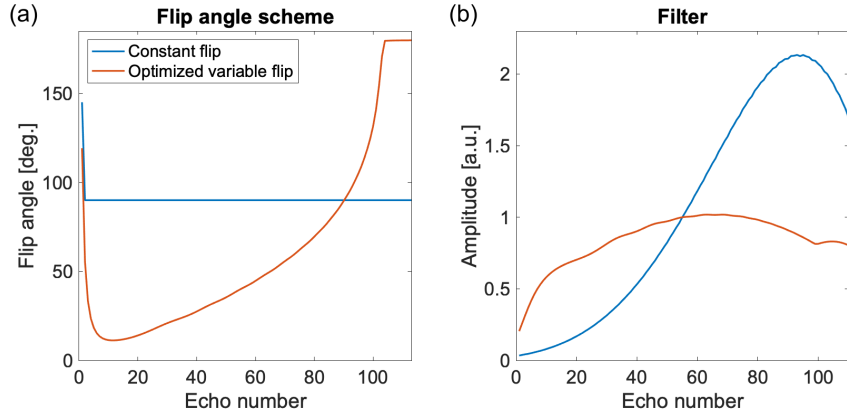 (a)
Flip angle scheme
Constant flip
Optimized variable flip
Flip angle [deg.]
150
100
50
0
0 20 40 60 80 100
Echo number
(b)
Filter
Amplitude [a.u.]
2
1.5
1
0.5
0
0 20 40 60 80 100
Echo number